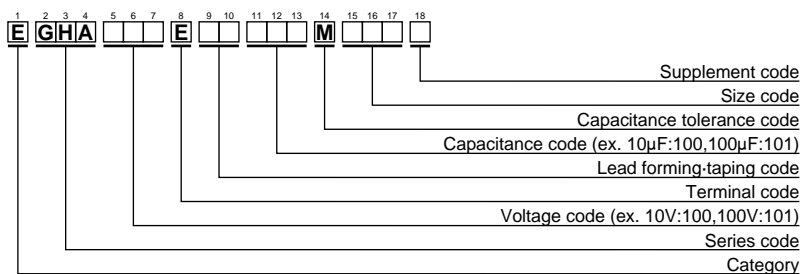 1 2 3 4 5 6 7 8 9 10 11 12 13 14 15 16 17 18
E GHA E M
Supplement code
Size code
Capacitance tolerance code
Capacitance code (ex. 10μF:100,100μF:101)
Lead forming·taping code
Terminal code
Voltage code (ex. 10V:100,100V:101)
Series code
Category